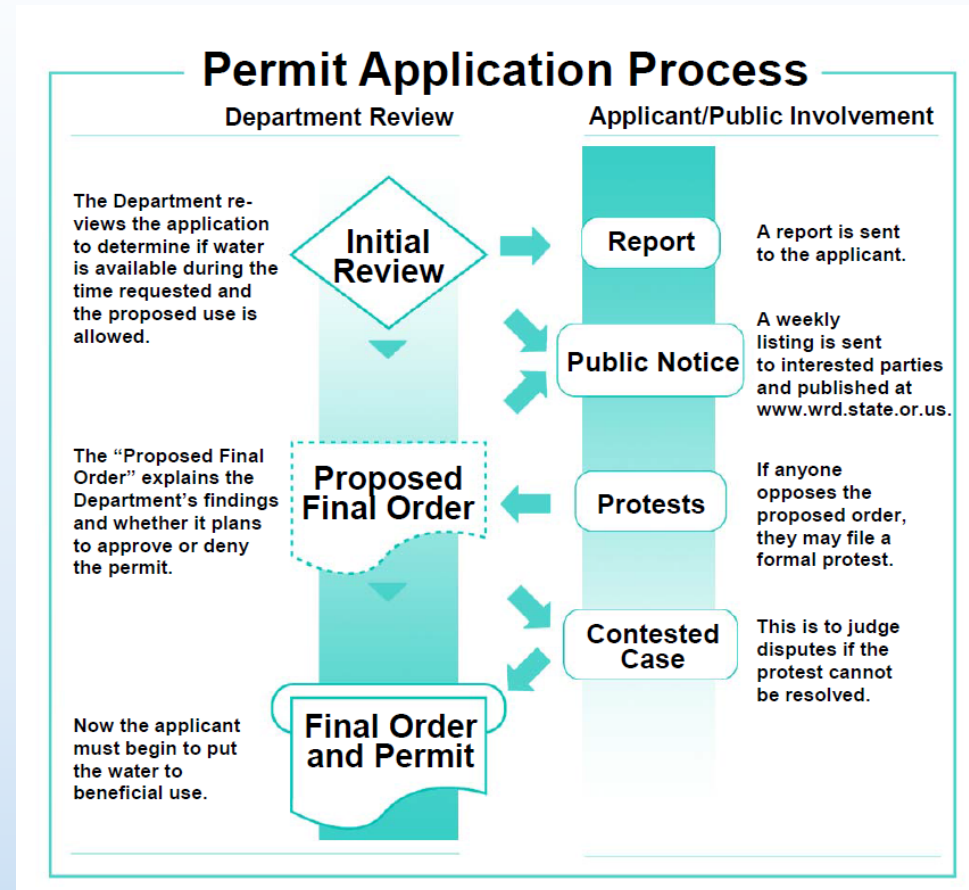 Permit Application Process
Department Review
Applicant/Public Involvement
The Department re-
views the application
to determine if water
is available during the
time requested and
the proposed use is
allowed.
Initial
Review
Report
A report is sent
to the applicant.
Public Notice
A weekly
listing is sent
to interested parties
and published at
www.wrd.state.or.us.
The “Proposed Final
Order” explains the
Department’s findings
and whether it plans
to approve or deny
the permit.
Proposed
Final Order
Protests
If anyone
opposes the
proposed order,
they may file a
formal protest.
Contested
Case
This is to judge
disputes if the
protest cannot
be resolved.
Now the applicant
must begin to put
the water to
beneficial use.
Final Order
and Permit